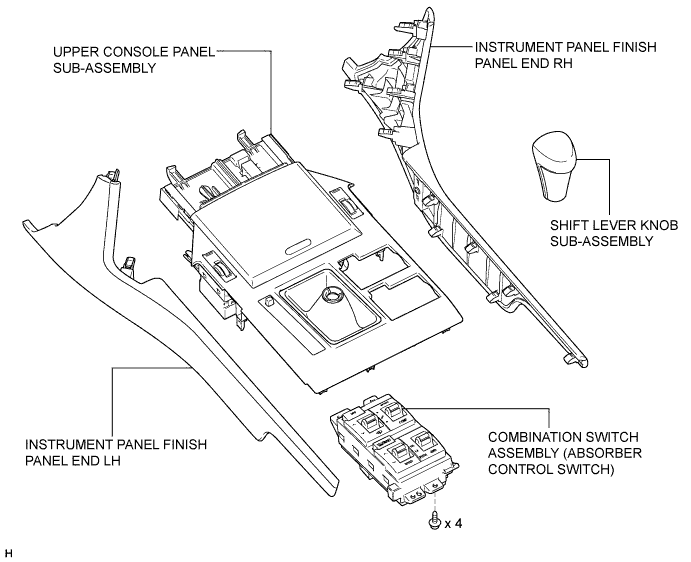 UPPER CONSOLE PANEL
SUB-ASSEMBLY
INSTRUMENT PANEL FINISH
PANEL END RH
SHIFT LEVER KNOB
SUB-ASSEMBLY
INSTRUMENT PANEL FINISH
PANEL END LH
COMBINATION SWITCH
ASSEMBLY (ABSORBER
CONTROL SWITCH)
x 4
H